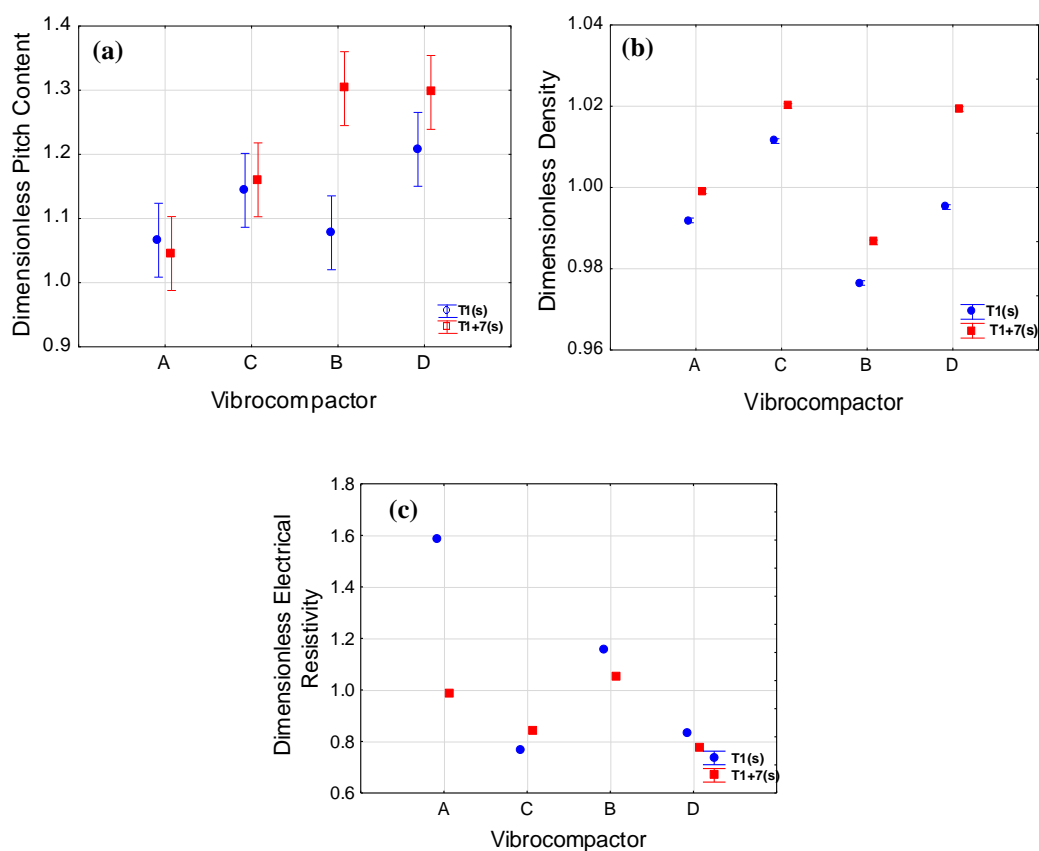 (a)
Dimensionless Pitch Content
1.4
1.3
1.2
1.1
1.0
0.9
A C B D
Vibrocompactor
T1(s)
T1+7(s)
(b)
Dimensionless Density
1.04
1.02
1.00
0.98
0.96
A C B D
Vibrocompactor
T1(s)
T1+7(s)
(c)
Dimensionless Electrical
Resistivity
1.8
1.6
1.4
1.2
1.0
0.8
0.6
A C B D
Vibrocompactor
T1(s)
T1+7(s)